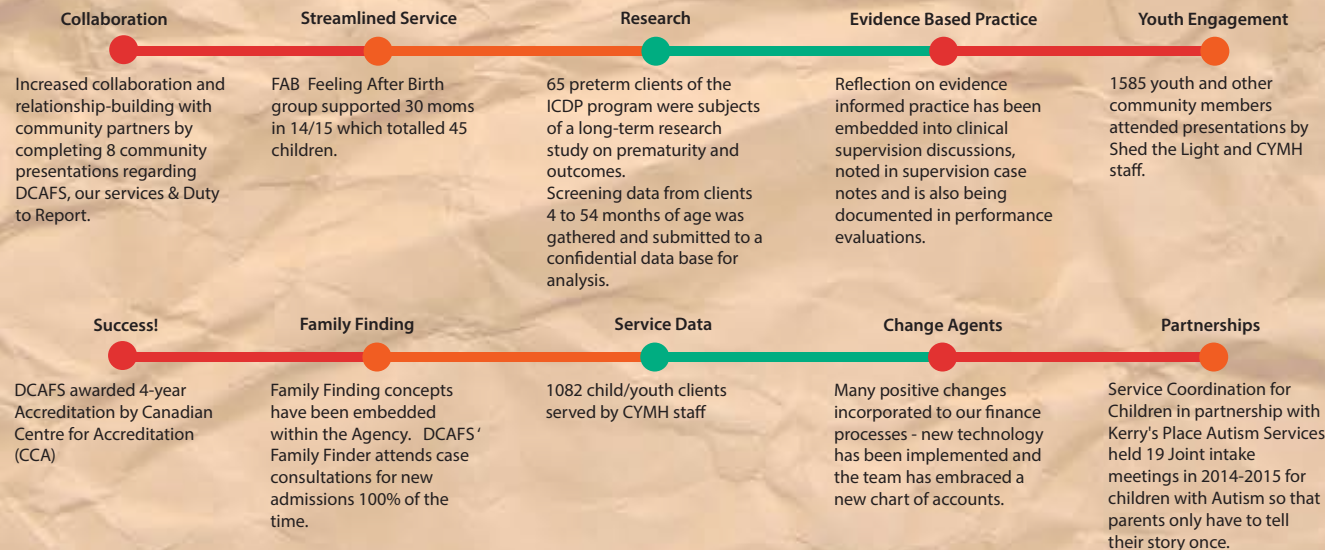 Collaboration
Increased collaboration and
relationship-building with
community partners by
completing 8 community
presentations regarding
DCAFS, our services & Duty
to Report.
Streamlined Service
FAB  Feeling After Birth
group supported 30 moms
in 14/15 which totalled 45
children.
Research
65 preterm clients of the
ICDP program were subjects
of a long-term research
study on prematurity and
outcomes.
Screening data from clients
4 to 54 months of age was
gathered and submitted to a
confidential data base for
analysis.
Evidence Based Practice
Reflection on evidence
informed practice has been
embedded into clinical
supervision discussions,
noted in supervision case
notes and is also being
documented in performance
evaluations.
Youth Engagement
1585 youth and other
community members
attended presentations by
Shed the Light and CYMH
staff.
Success!
DCAFS awarded 4-year
Accreditation by Canadian
Centre for Accreditation
(CCA)
Family Finding
Family Finding concepts
have been embedded
within the Agency.   DCAFS ‘
Family Finder attends case
consultations for new
admissions 100% of the
time.
Service Data
1082 child/youth clients
served by CYMH staff
Change Agents
Many positive changes
incorporated to our finance
processes - new technology
has been implemented and
the team has embraced a
new chart of accounts.
Partnerships
Service Coordination for
Children in partnership with
Kerry's Place Autism Services
held 19 Joint intake
meetings in 2014-2015 for
children with Autism so that
parents only have to tell
their story once.